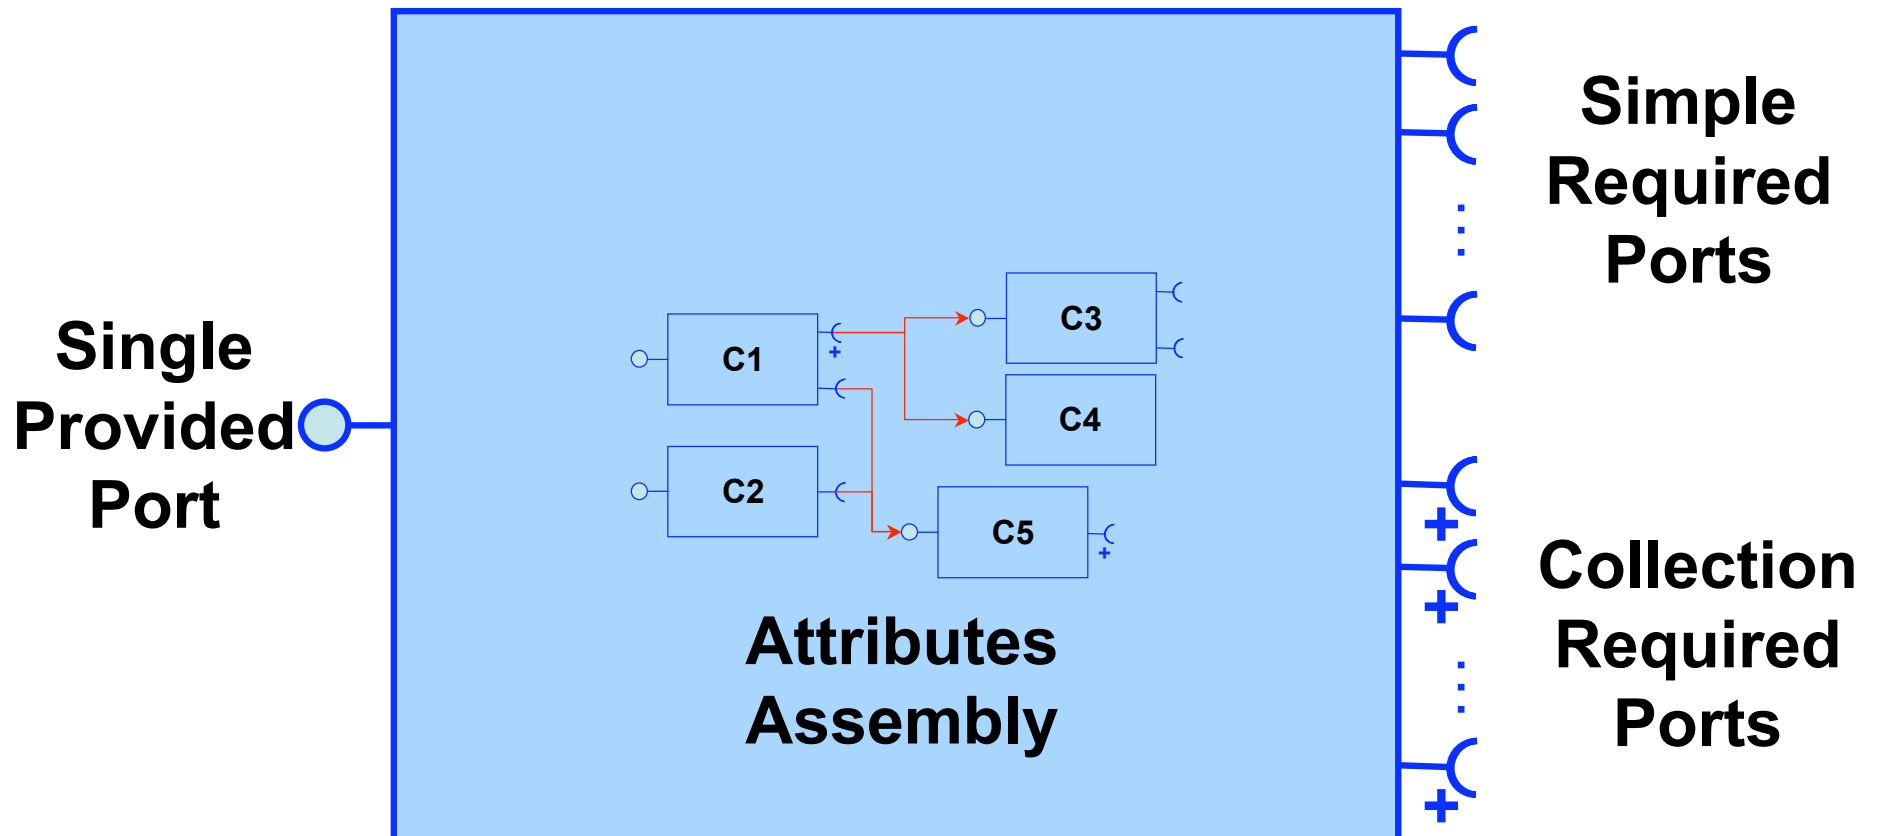 Single
Provided
Port
C1
C2
C3
C4
C5
Attributes
Assembly
Simple
Required
Ports
Collection
Required
Ports